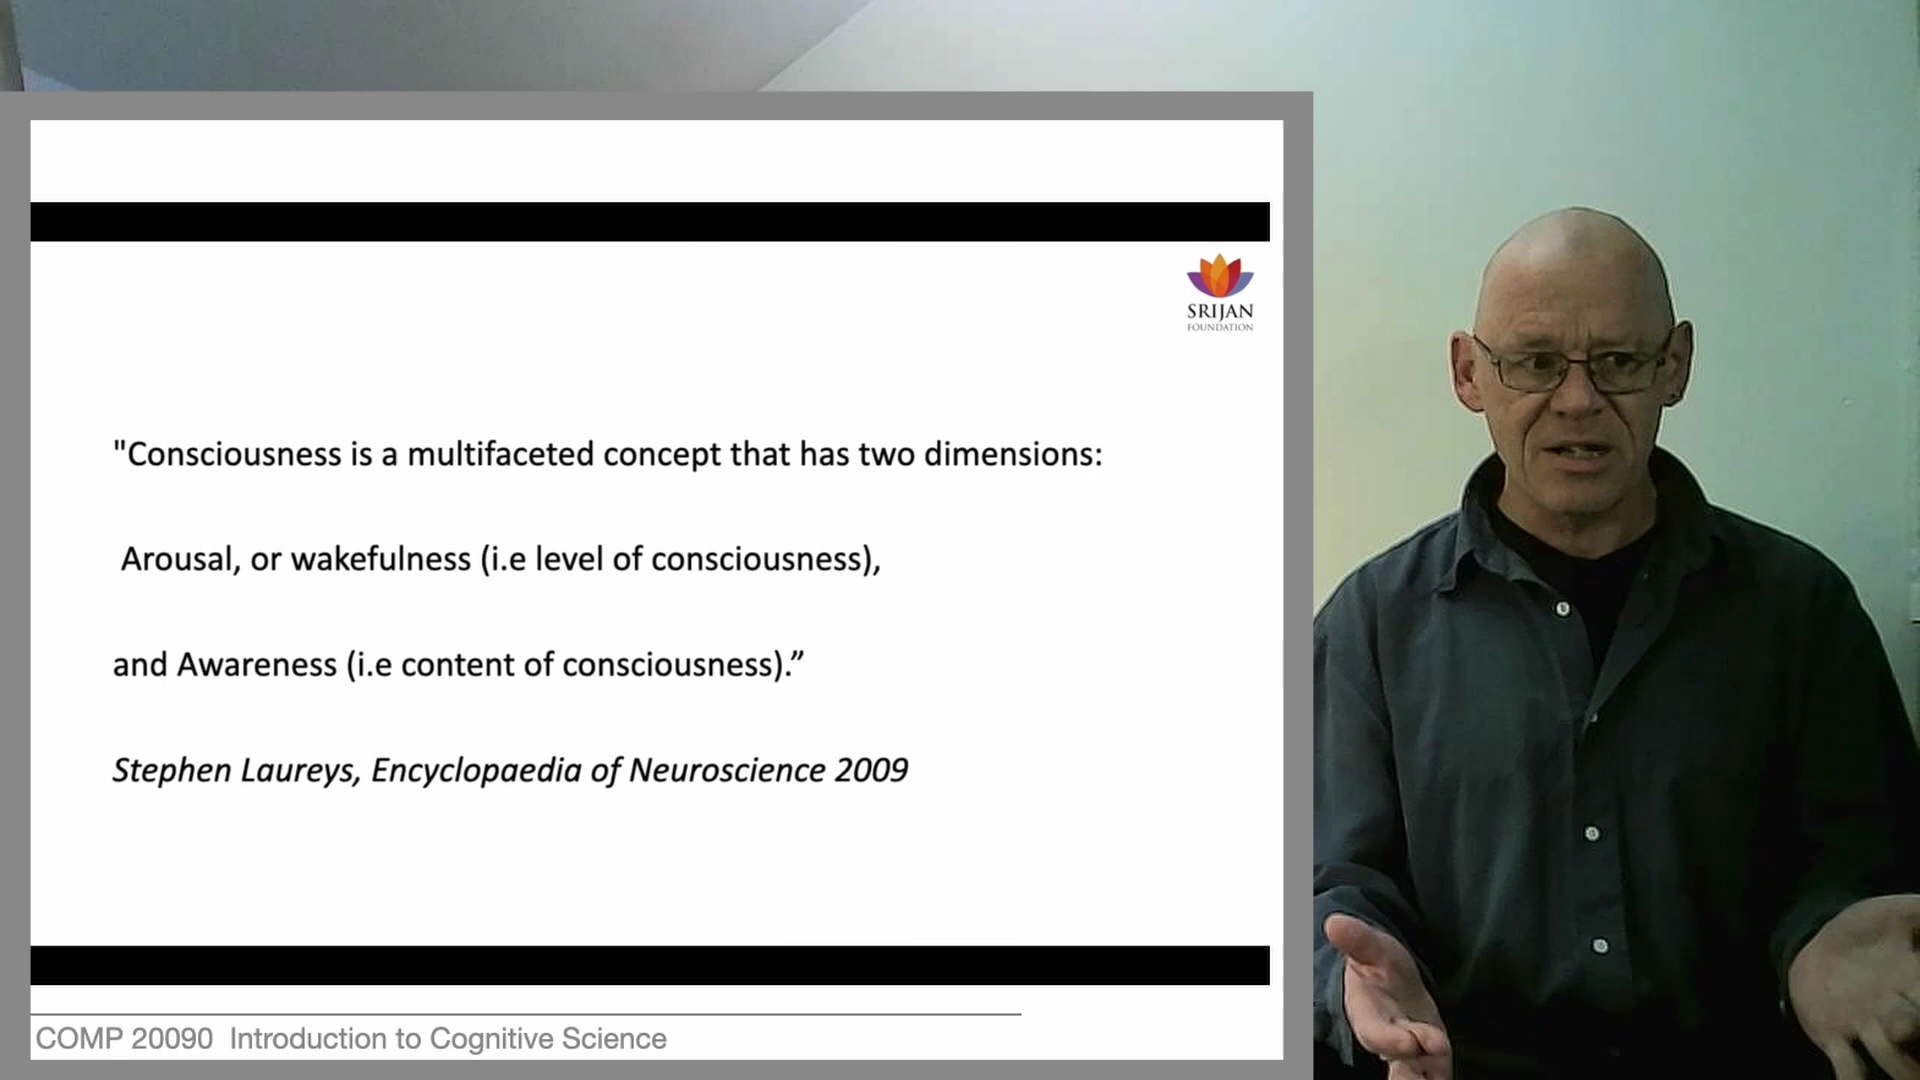 SRIJAN
FOUNDATION
"Consciousness is a multifaceted concept that has two dimensions:
Arousal, or wakefulness (i.e level of consciousness),
and Awareness (i.e content of consciousness).”
Stephen Laureys, Encyclopaedia of Neuroscience 2009
COMP 20090 Introduction to Cognitive Science